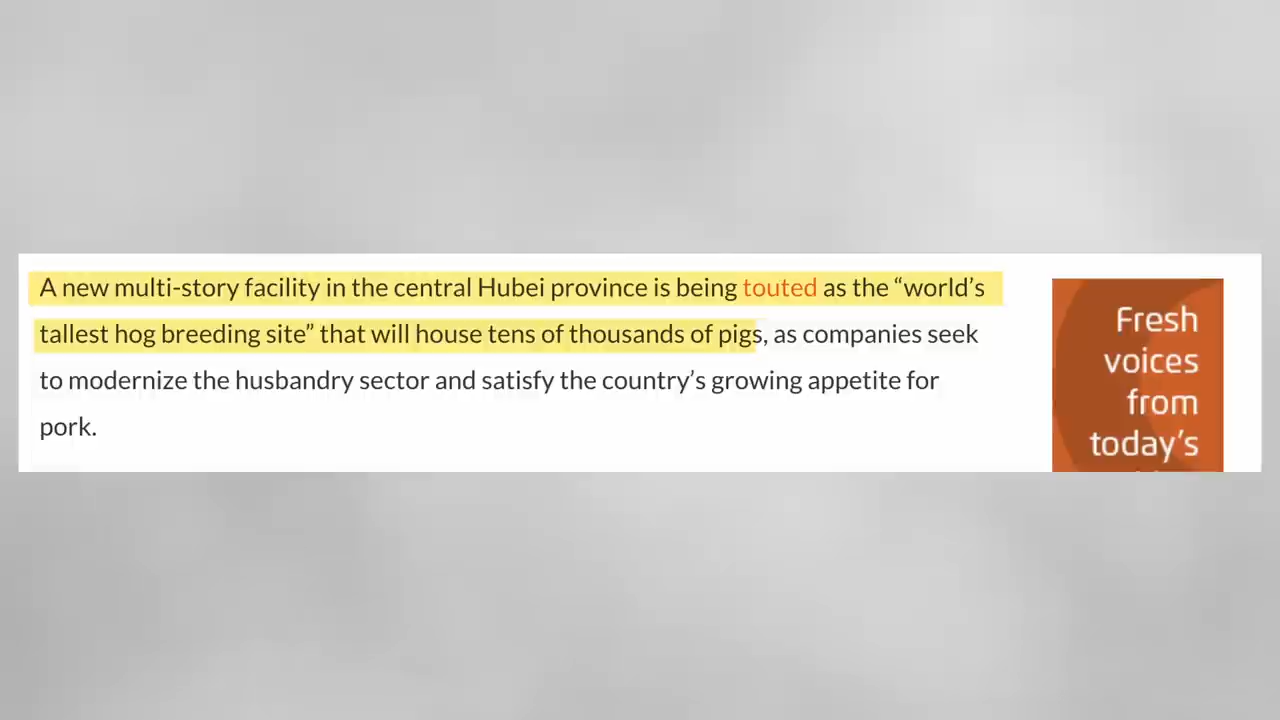 A new multi-story facility in the central Hubei province is being touted as the “world’s
tallest hog breeding site” that will house tens of thousands of pigs, as companies seek
to modernize the husbandry sector and satisfy the country’s growing appetite for
pork.
Fresh
voices
from
today’s